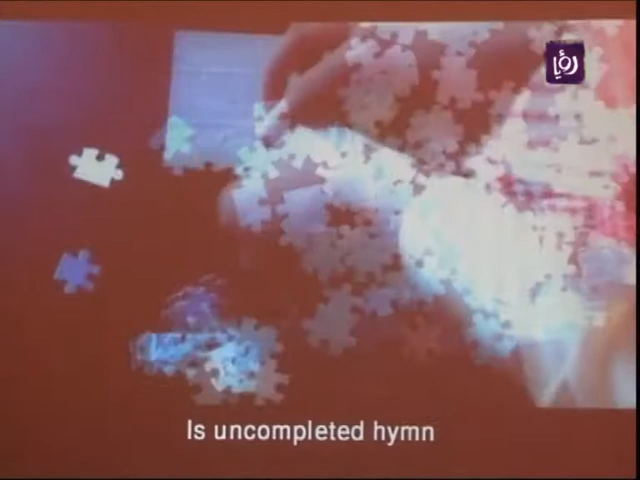 رؤيا
Is uncompleted hymn